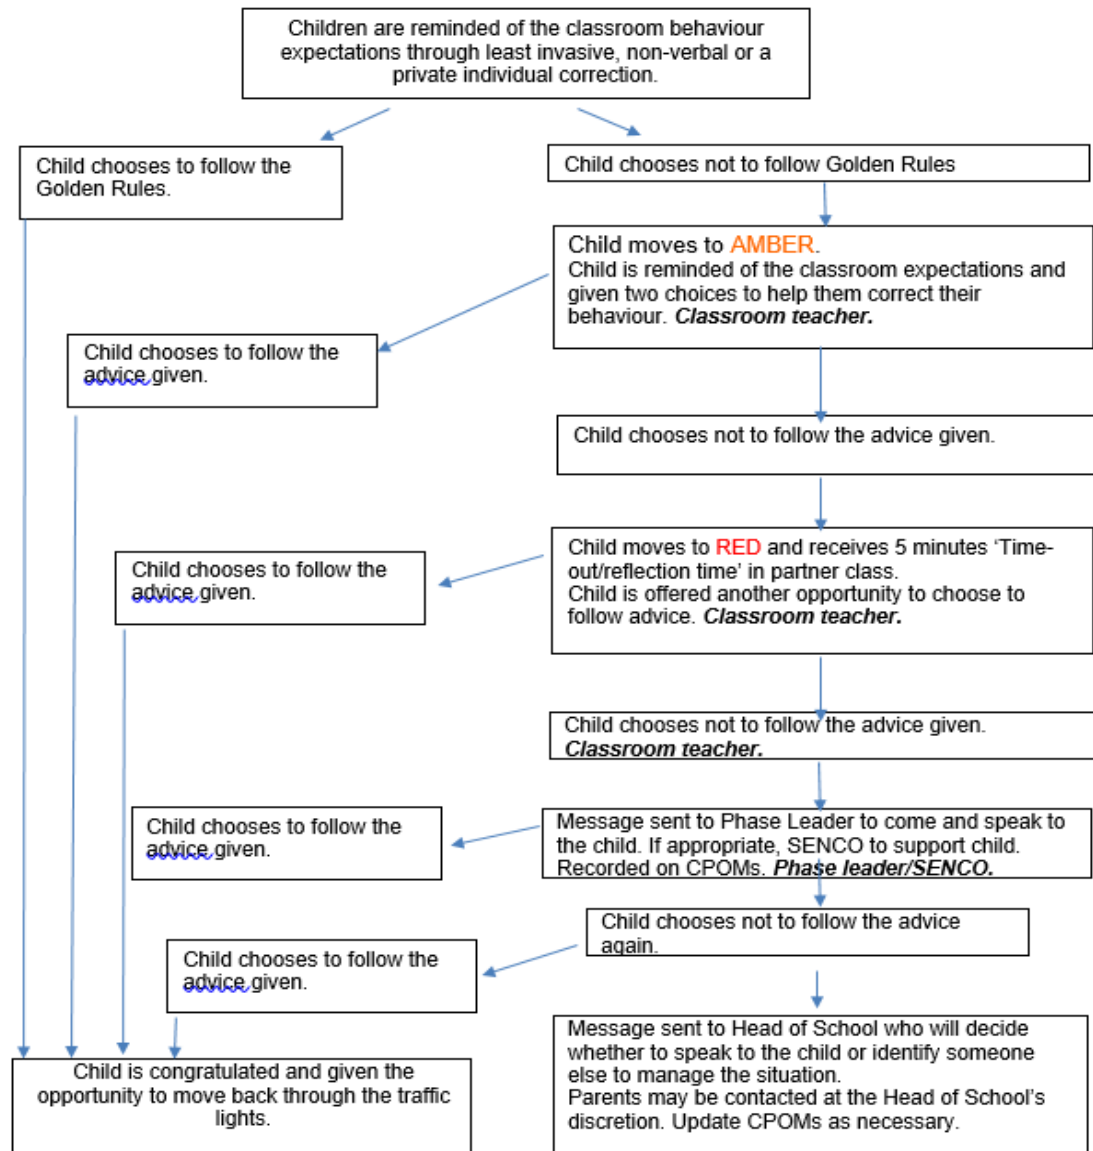 Children are reminded of the classroom behaviour
expectations through least invasive, non-verbal or a
private individual correction.
Child chooses to follow the
Golden Rules.
Child chooses not to follow Golden Rules
Child moves to AMBER.
Child is reminded of the classroom expectations and
given two choices to help them correct their
behaviour. Classroom teacher.
Child chooses to follow the
advice given.
Child chooses not to follow the advice given.
Child moves to RED and receives 5 minutes ‘Time-
out/reflection time’ in partner class.
Child is offered another opportunity to choose to
follow advice. Classroom teacher.
Child chooses to follow the
advice given.
Child chooses not to follow the advice given.
Classroom teacher.
Message sent to Phase Leader to come and speak to
the child. If appropriate, SENCO to support child.
Recorded on CPOMs. Phase leader/SENCO.
Child chooses to follow the
advice given.
Child chooses not to follow the advice
again.
Child chooses to follow the
advice given.
Message sent to Head of School who will decide
whether to speak to the child or identify someone
else to manage the situation.
Parents may be contacted at the Head of School’s
discretion. Update CPOMs as necessary.
Child is congratulated and given the
opportunity to move back through the traffic
lights.